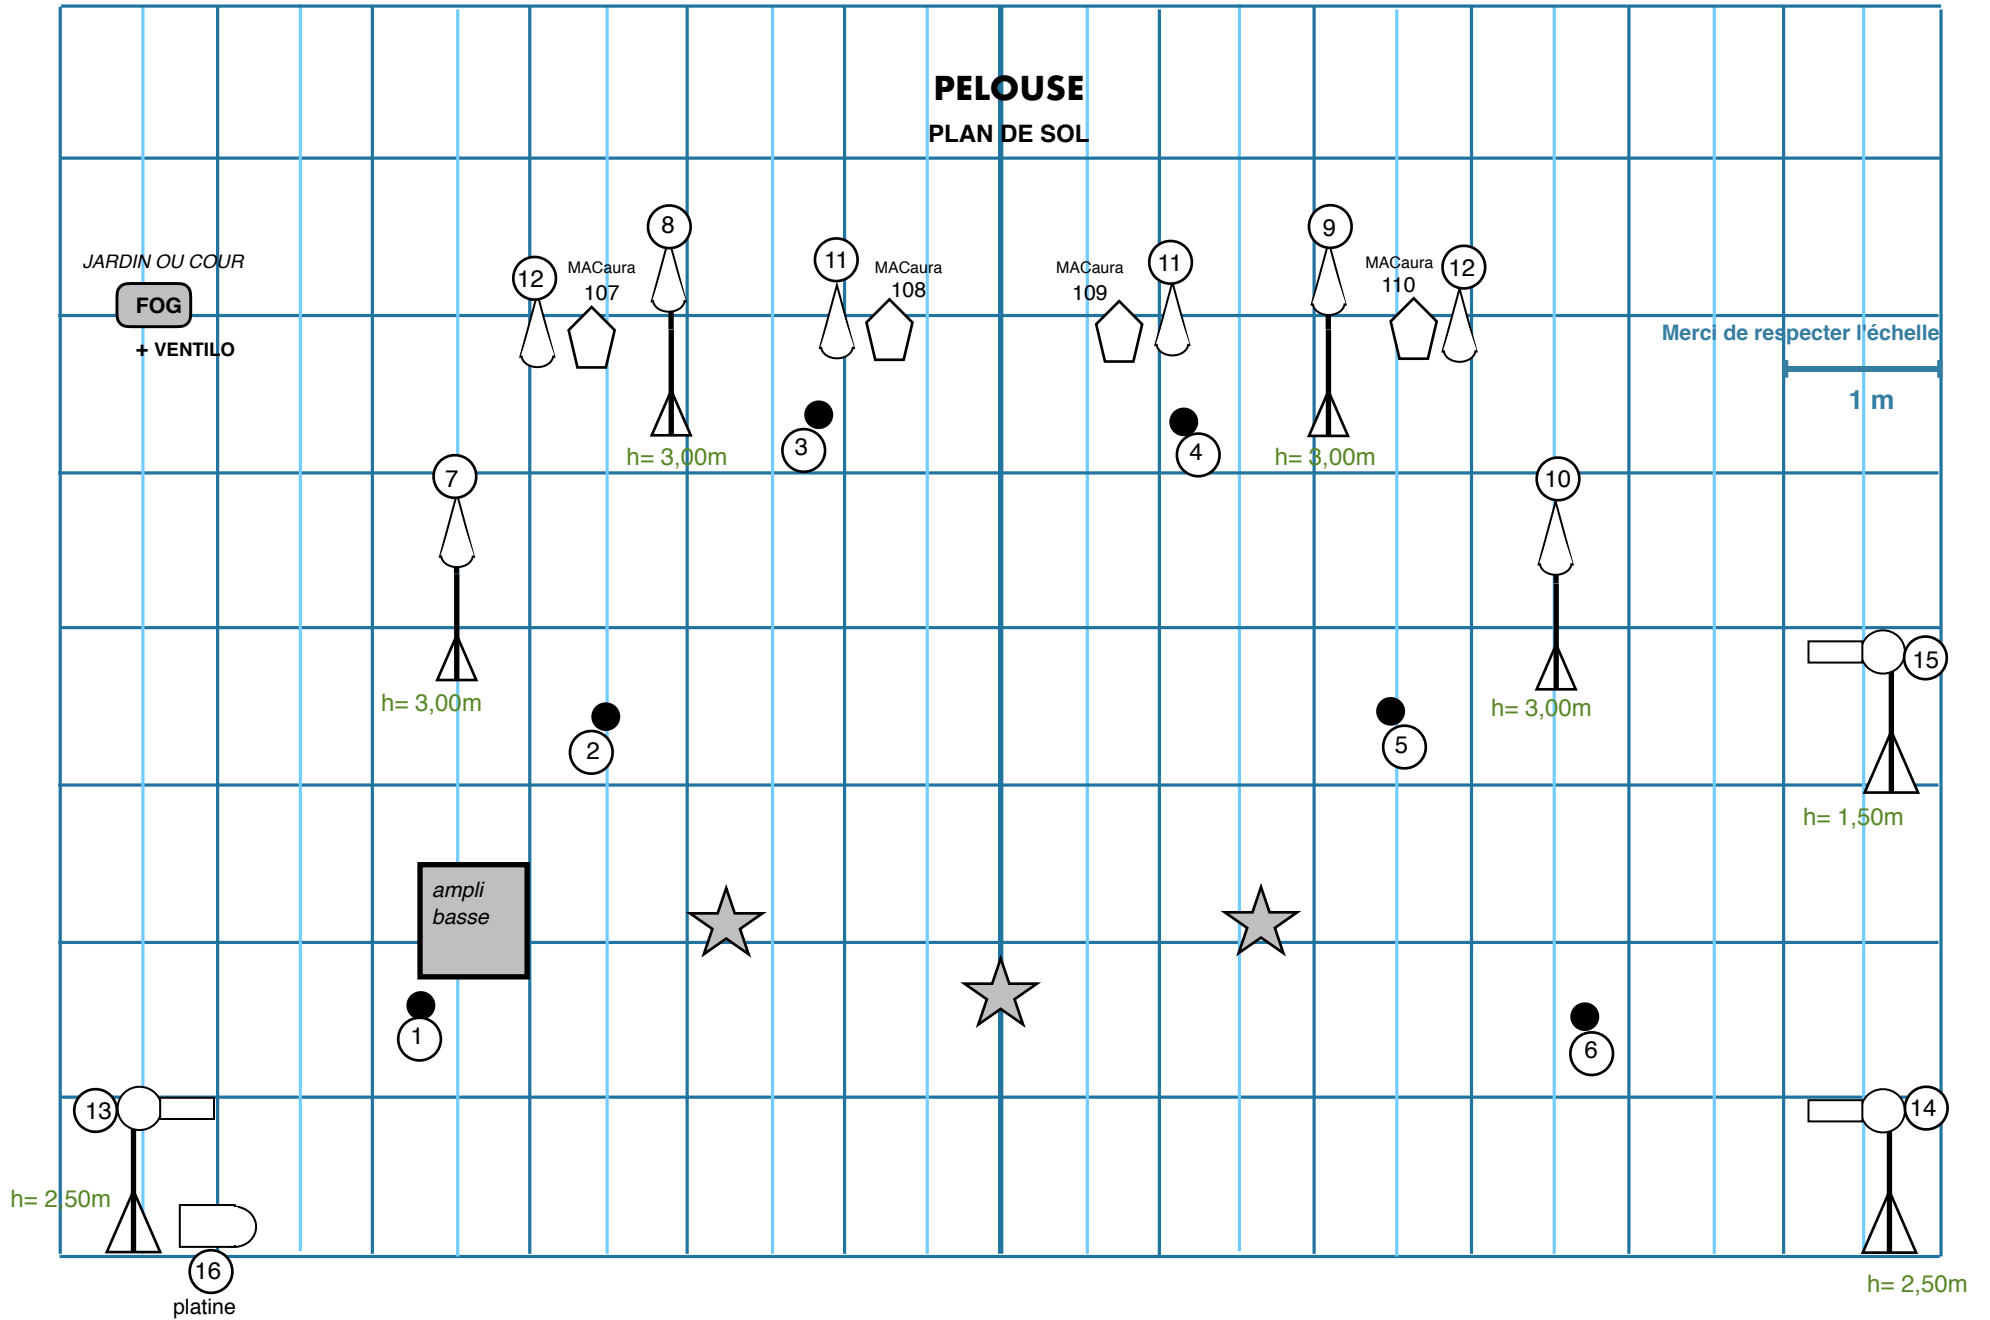 PELOUSE
PLAN DE SOL
8
9
JARDIN OU COUR
12
MACaura
107
11
MACaura
108
MACaura
109
11
MACaura
110
12
FOG
+ VENTILO
Merci de respecter l'échelle
1 m
3
4
h= 3,00m
h= 3,00m
7
10
15
h= 3,00m
h= 3,00m
2
5
h= 1,50m
ampli
basse
1
6
13
14
h= 2,50m
16
platine
h= 2,50m